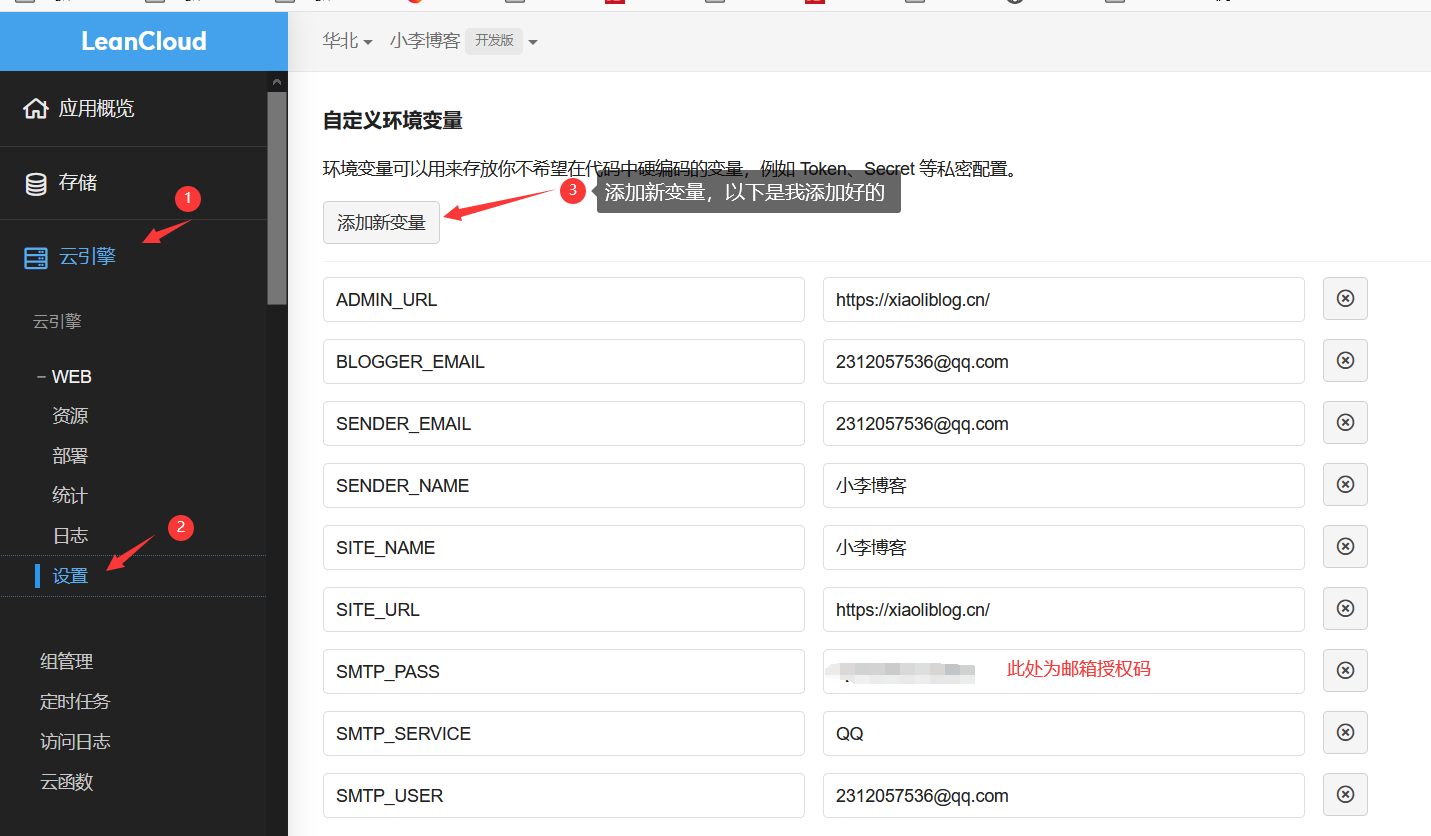 LeanCloud
华北
小李博客
开发版
应用概览
存储
1
云引擎
云引擎
WEB
资源
部署
统计
日志
2
设置
组管理
定时任务
访问日志
云函数
自定义环境变量
环境变量可以用来存放你不希望在代码中硬编码的变量，例如 Token、Secret 等私密配置。
3
添加新变量，以下是我添加好的
添加新变量
ADMIN_URL https://xiaoliblog.cn/
BLOGGER_EMAIL 2312057536@qq.com
SENDER_EMAIL 2312057536@qq.com
SENDER_NAME 小李博客
SITE_NAME 小李博客
SITE_URL https://xiaoliblog.cn/
SMTP_PASS 此处为邮箱授权码
SMTP_SERVICE QQ
SMTP_USER 2312057536@qq.com